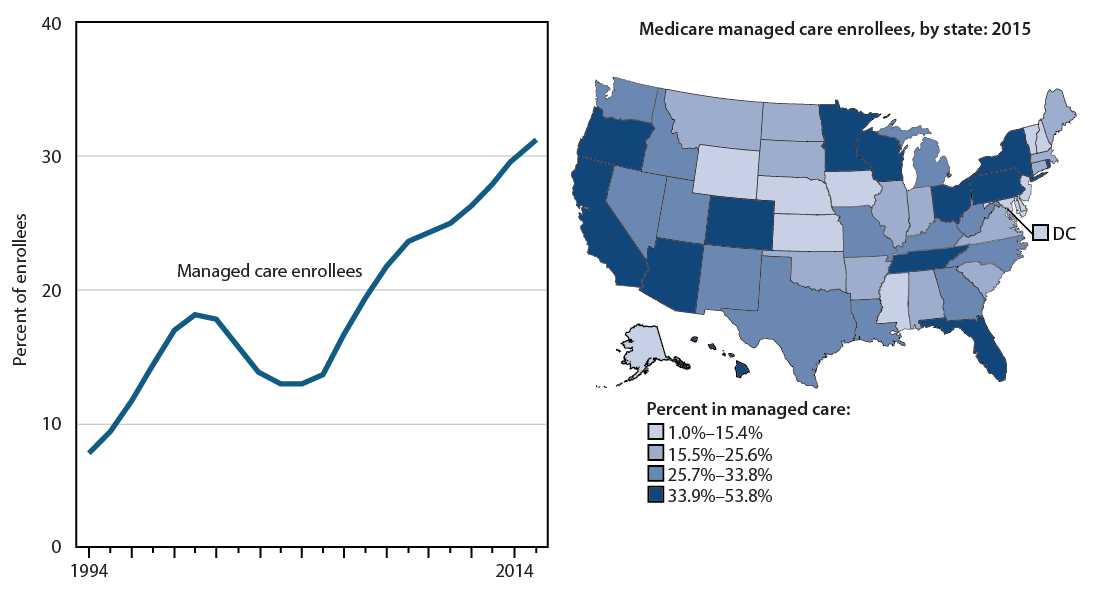 40
30
20
10
0
Percent of enrollees
Managed care enrollees
1994
2014
Medicare managed care enrollees, by state: 2015
DC
Percent in managed care:
1.0%–15.4%
15.5%–25.6%
25.7%–33.8%
33.9%–53.8%